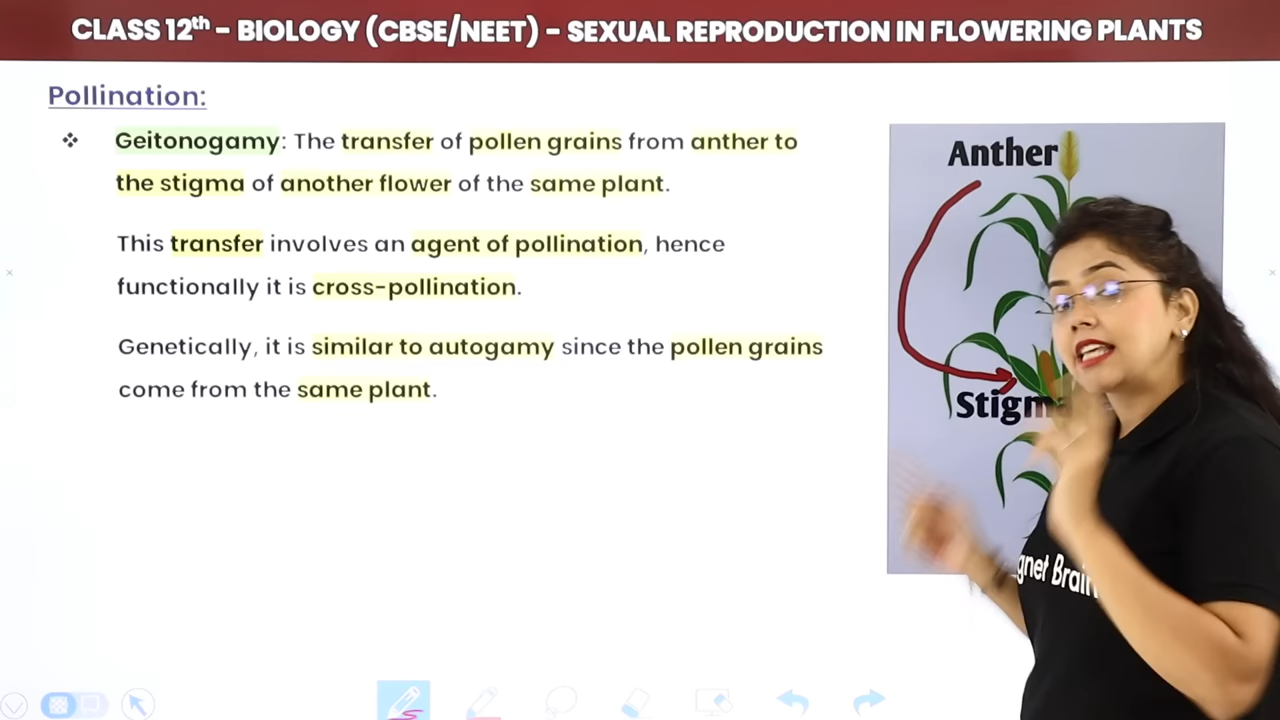 CLASS 12th - BIOLOGY (CBSE/NEET) - SEXUAL REPRODUCTION IN FLOWERING PLANTS
Pollination:
❖ Geitonogamy: The transfer of pollen grains from anther to
the stigma of another flower of the same plant.
This transfer involves an agent of pollination, hence
functionally it is cross-pollination.
Genetically, it is similar to autogamy since the pollen grains
come from the same plant.
Anther